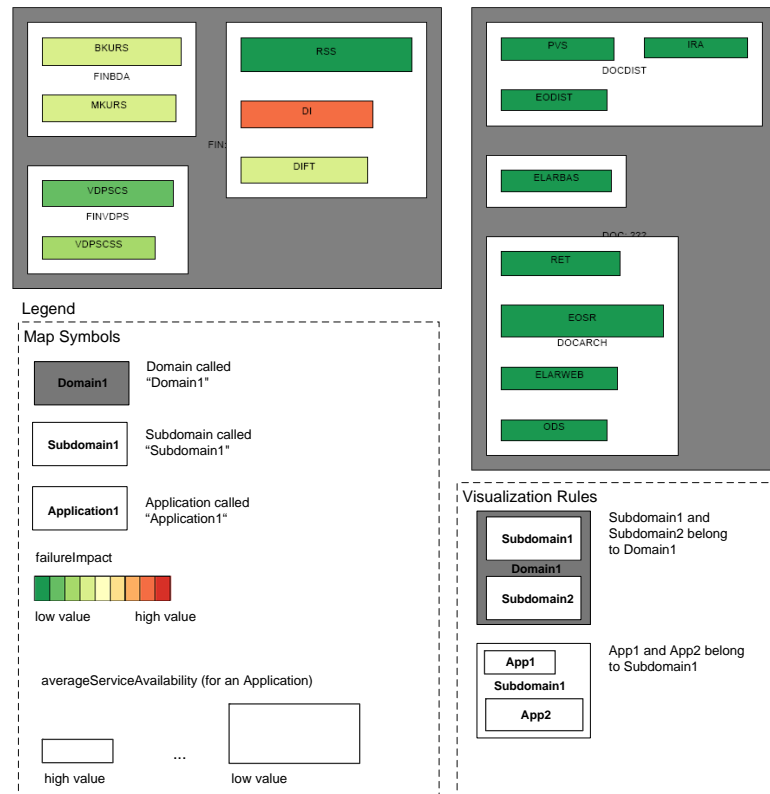 BKURS
FINBDA
MKURS
RSS
DI
FIN:
DIFT
VDPSCS
FINVDPS
VDPSCSS
PVS
IRA
DOCDIST
EODIST
ELARBAS
DOC: ???
RET
EOSR
DOCARCH
ELARWEB
ODS
Legend
Map Symbols
Domain1
Domain called
“Domain1"
Subdomain1
Subdomain called
“Subdomain1"
Application1
Application called
“Application1“
failureImpact
low value
high value
averageServiceAvailability (for an Application)
...
high value
low value
Visualization Rules
Subdomain1
Domain1
Subdomain2
Subdomain1 and
Subdomain2 belong
to Domain1
App1
Subdomain1
App2
App1 and App2 belong
to Subdomain1